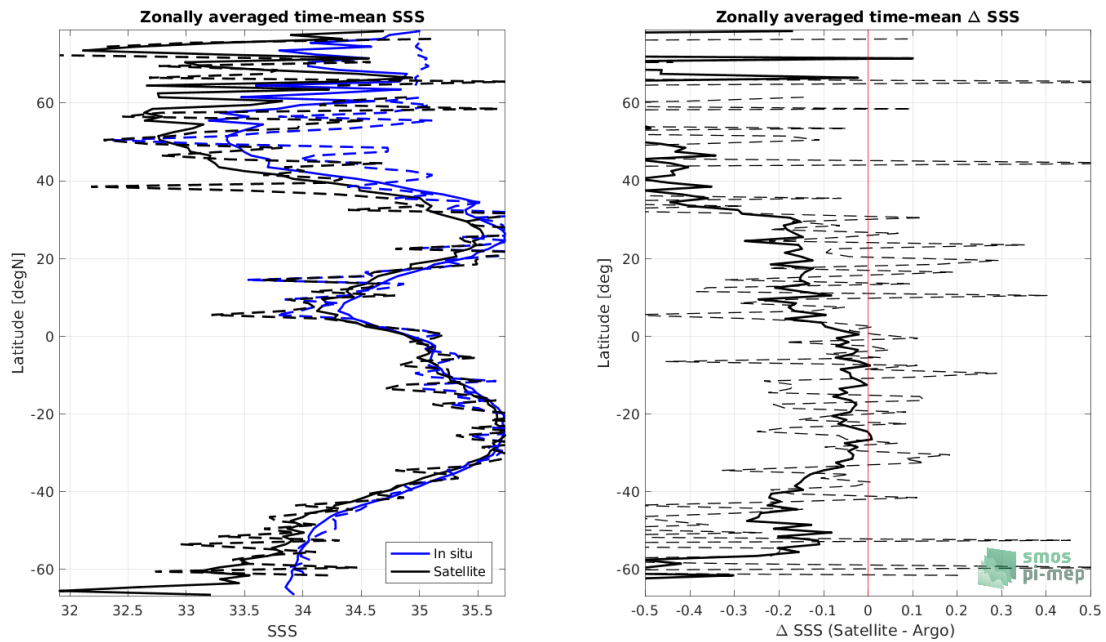 Zonally averaged time-mean SSS
60
40
20
0
-20
-40
-60
Latitude [degN]
32 32.5 33 33.5 34 34.5 35 35.5
SSS
In situ
Satellite
Zonally averaged time-mean Δ SSS
60
40
20
0
-20
-40
-60
Latitude [deg]
-0.5 -0.4 -0.3 -0.2 -0.1 0 0.1 0.2 0.3 0.4 0.5
Δ SSS (Satellite - Argo)
smos
pi-mep